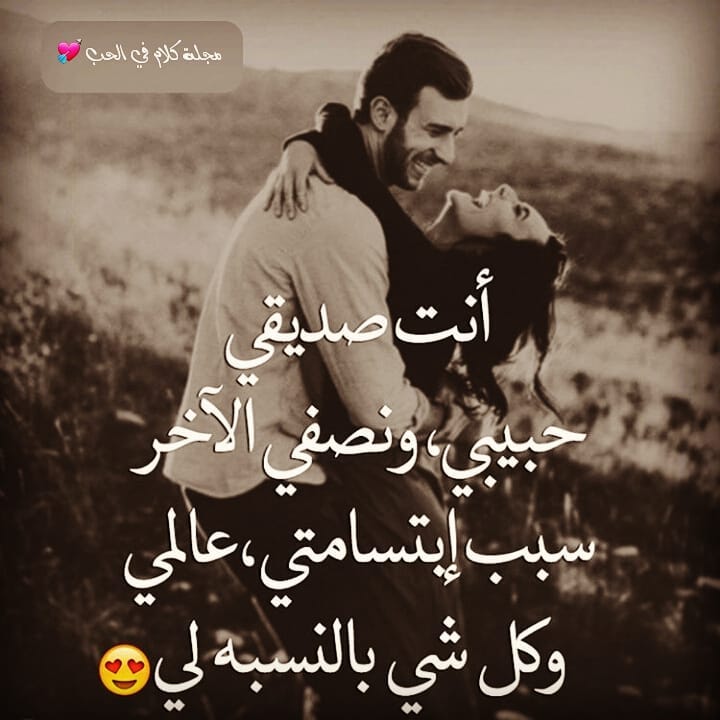 مجلة كلام في الحب 💘
أنت صديقي
حبيبي، ونصفي الآخر
سبب إبتسامتي، عالمي
وكل شي بالنسبه لي😍